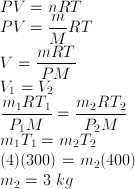 PV = nRT
PV = \frac{m}{M}RT
V = \frac{mRT}{PM}
V_1 = V_2
\frac{m_1RT_1}{P_1M} = \frac{m_2RT_2}{P_2M}
m_1T_1 = m_2T_2
(4)(300) = m_2(400)
m_2 = 3 kg